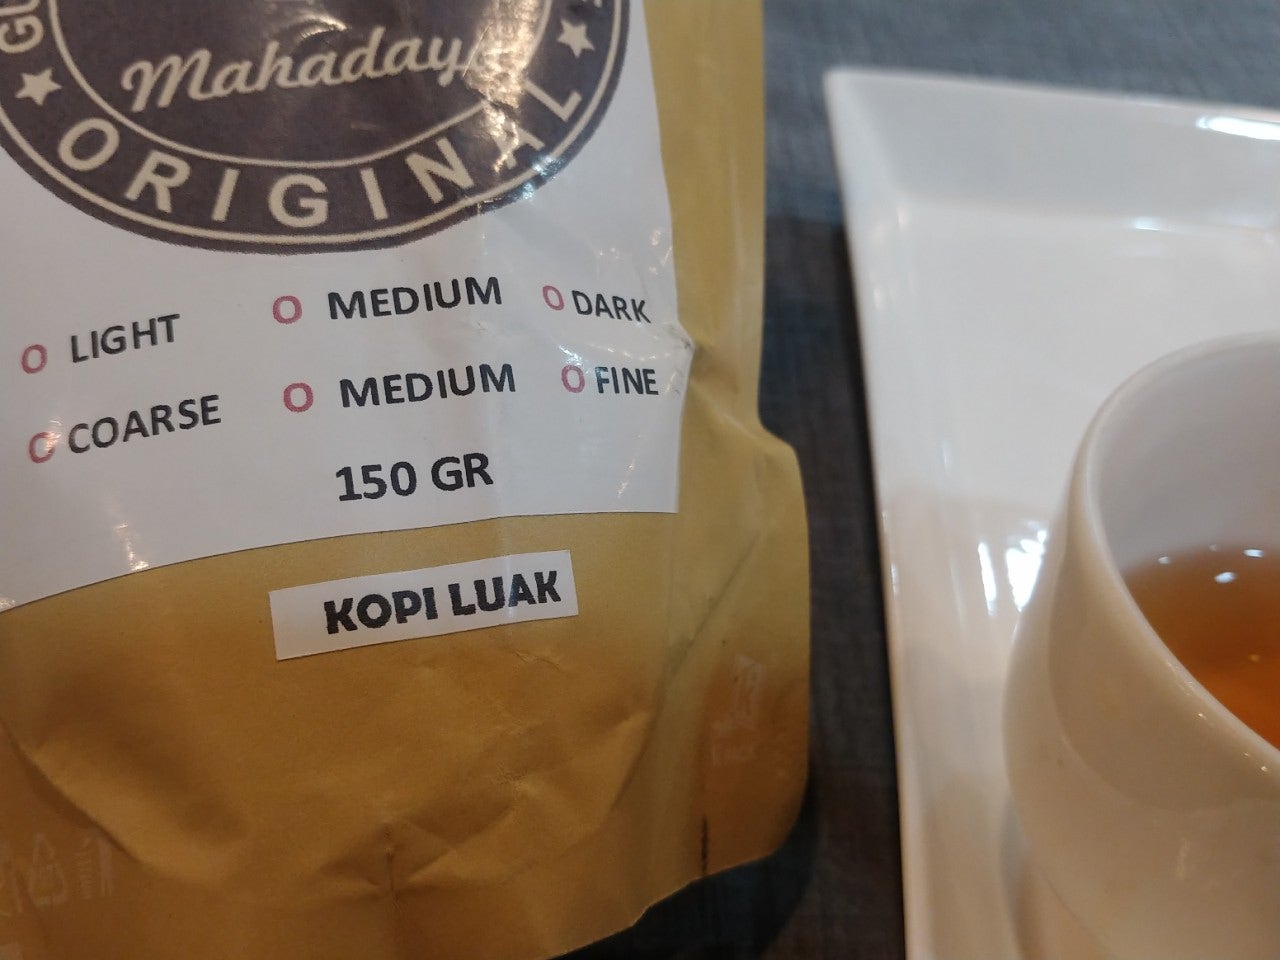 Mahaday
ORIGINAL
O LIGHT O MEDIUM O DARK
O COARSE O MEDIUM O FINE
150 GR
KOPI LUAK